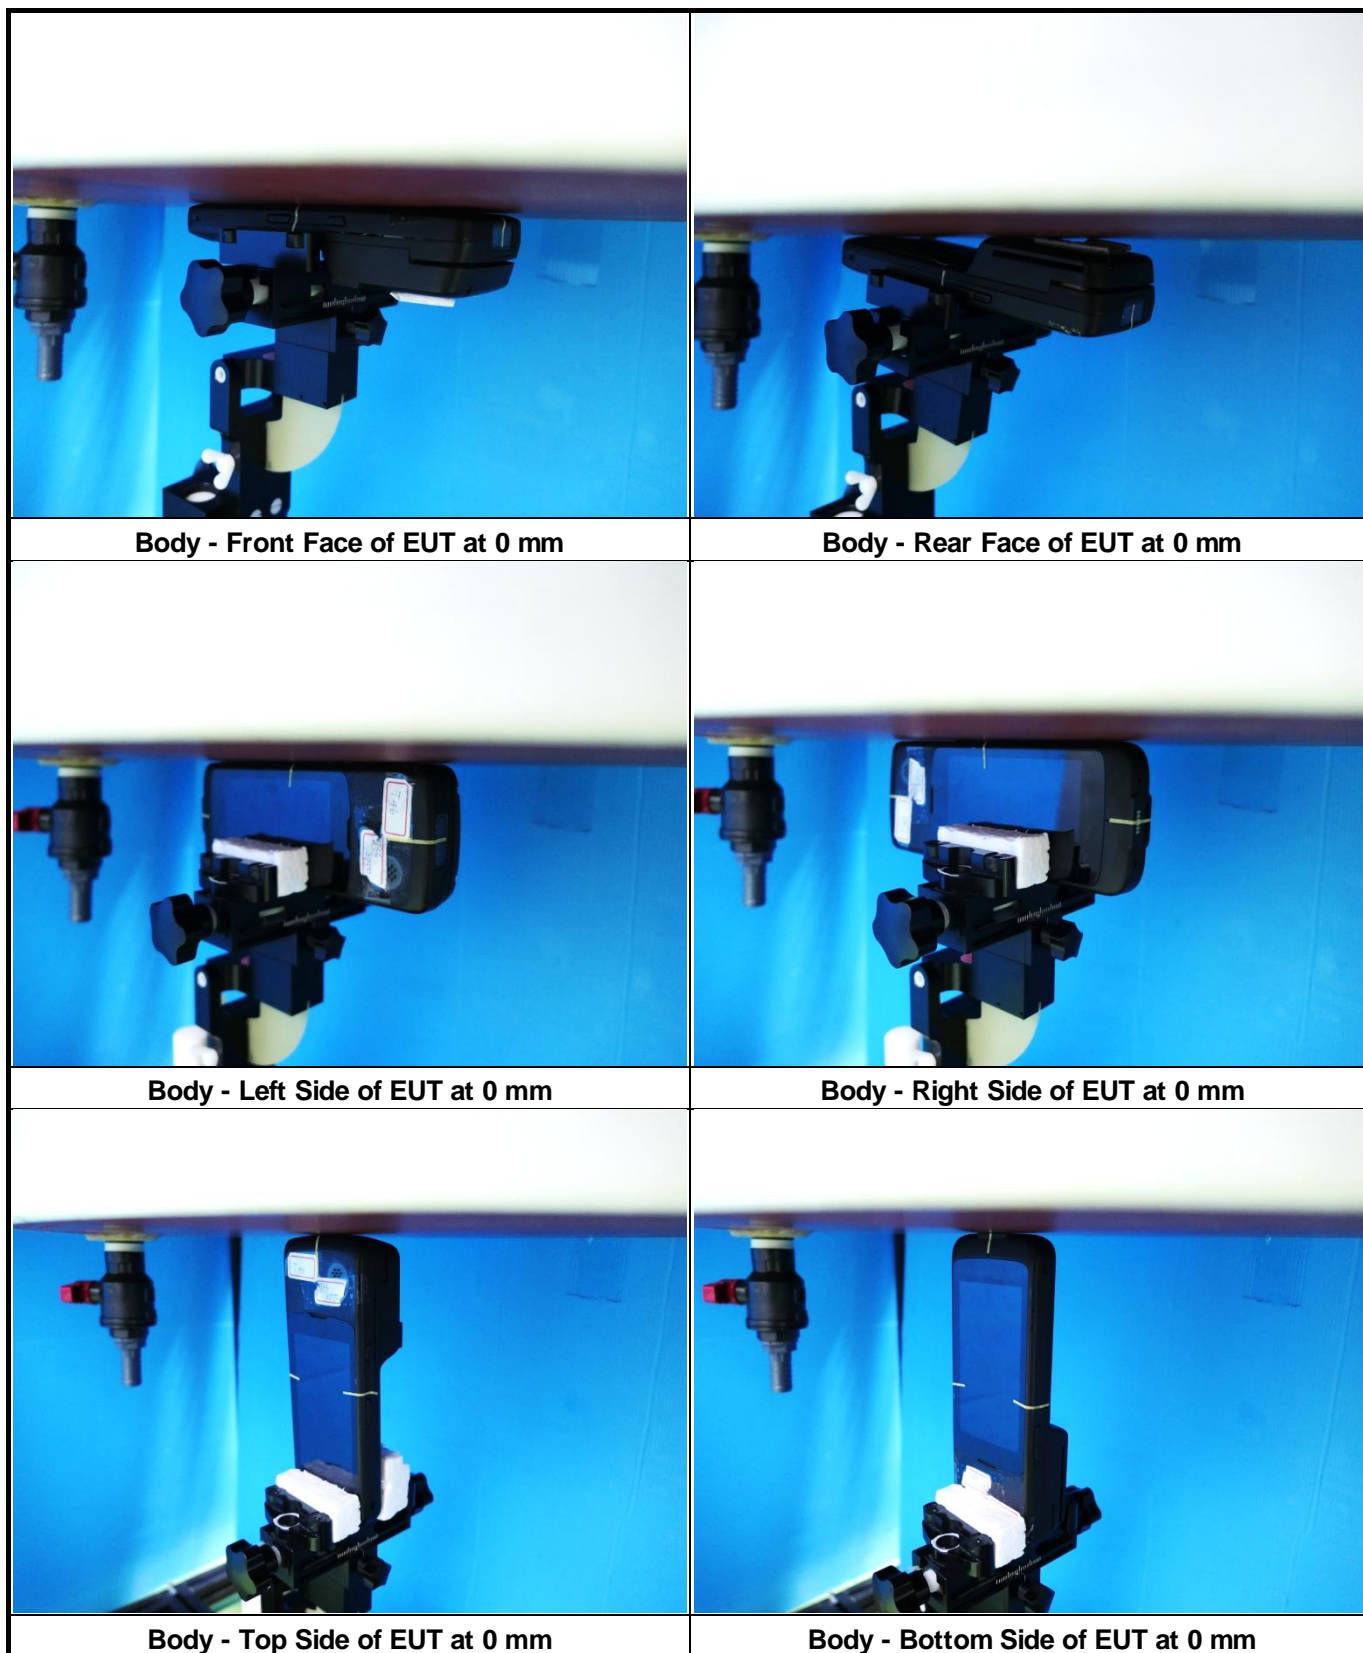 Body - Front Face of EUT at 0 mm
Body - Rear Face of EUT at 0 mm
Body - Left Side of EUT at 0 mm
Body - Right Side of EUT at 0 mm
Body - Top Side of EUT at 0 mm
Body - Bottom Side of EUT at 0 mm